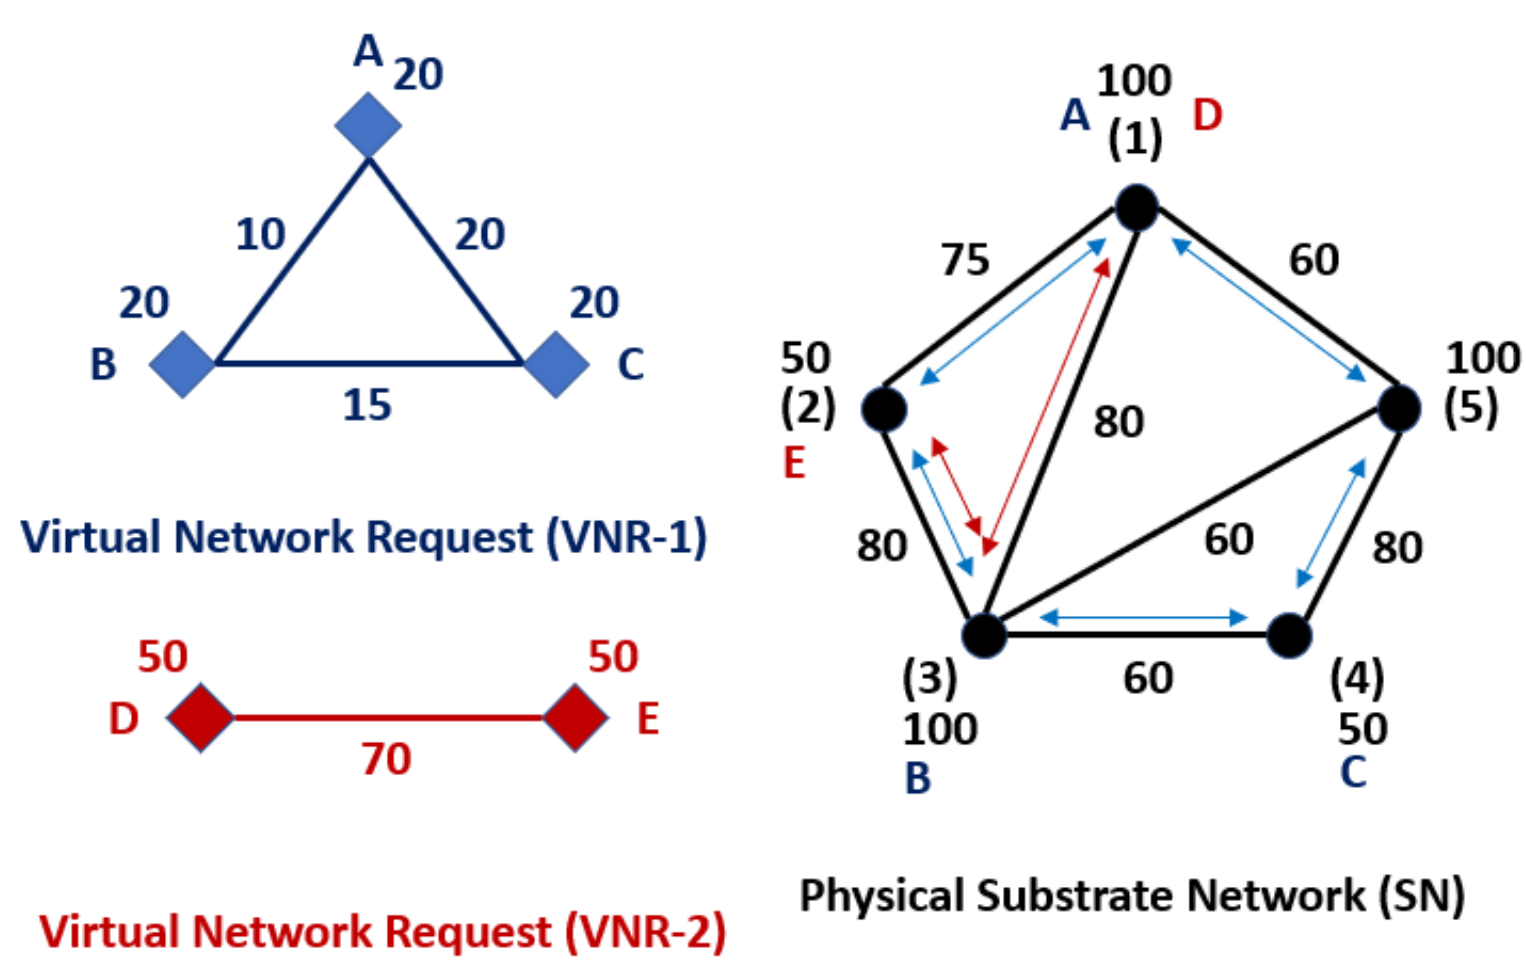 A
20
10
20
20
20
B
C
15
Virtual Network Request (VNR-1)
50
50
D
E
70
Virtual Network Request (VNR-2)
100
A
(1)
D
75
60
50
(2)
E
100
(5)
80
80
60
80
(3)
100
B
60
(4)
50
C
Physical Substrate Network (SN)